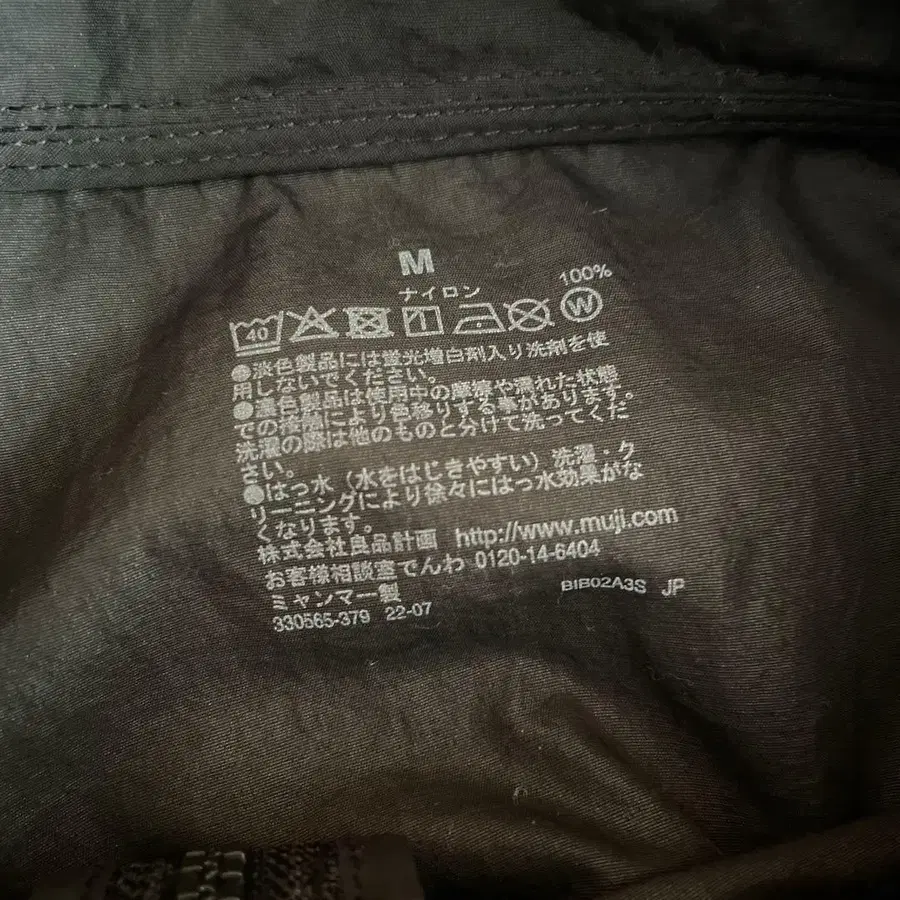 M
ナイロン 100%
40 W
●淡色製品には蛍光増白剤入り洗剤を使
用しないでください。
●濃色製品は使用中の摩擦や濡れた状態
での接触により色移りする事があります。
洗濯の際は他のものと分けて洗ってくだ
さい。
●はっ水（水をはじきやすい）洗濯・ク
リーニングにより徐々にはっ水効果がな
くなります。
株式会社良品計画 http://www.muji.com
お客様相談室でんわ 0120-14-6404
ミャンマー製 BIB02A3S JP
330565-379 22-07